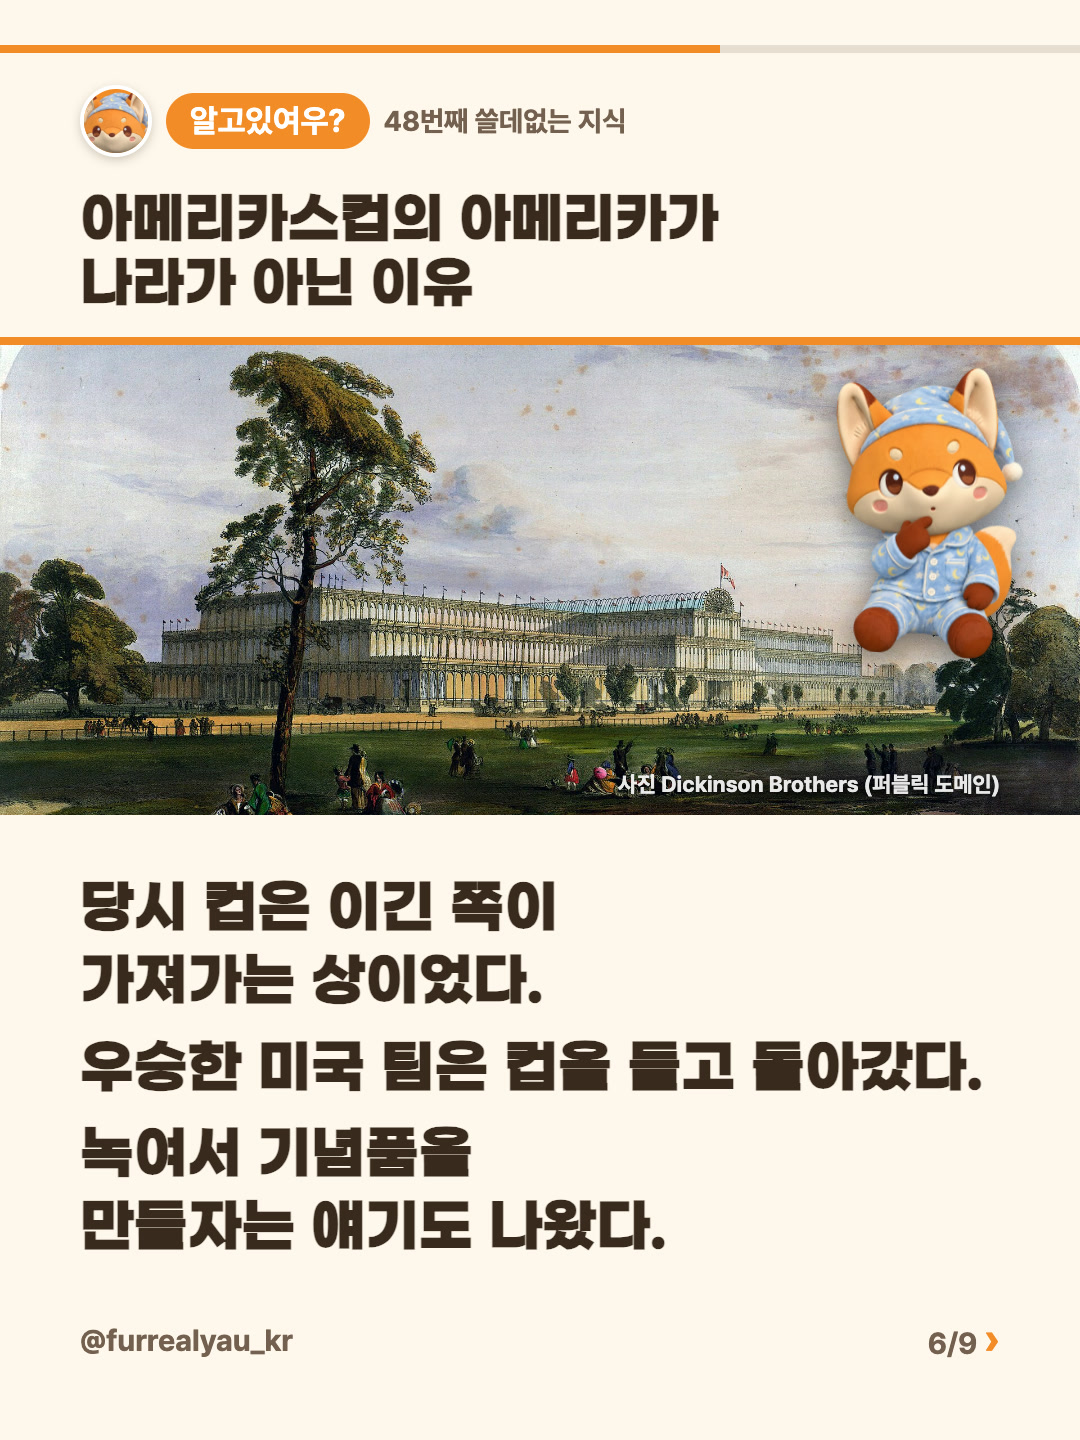 알고있여우?
48번째 쓸데없는 지식
아메리카스컵의 아메리카가
나라가 아닌 이유
사진 Dickinson Brothers (퍼블릭 도메인)
당시 컵은 이긴 쪽이
가져가는 상이었다.
우승한 미국 팀은 컵을 들고 돌아갔다.
녹여서 기념품을
만들자는 얘기도 나왔다.
@furrealyau_kr
6/9 ›